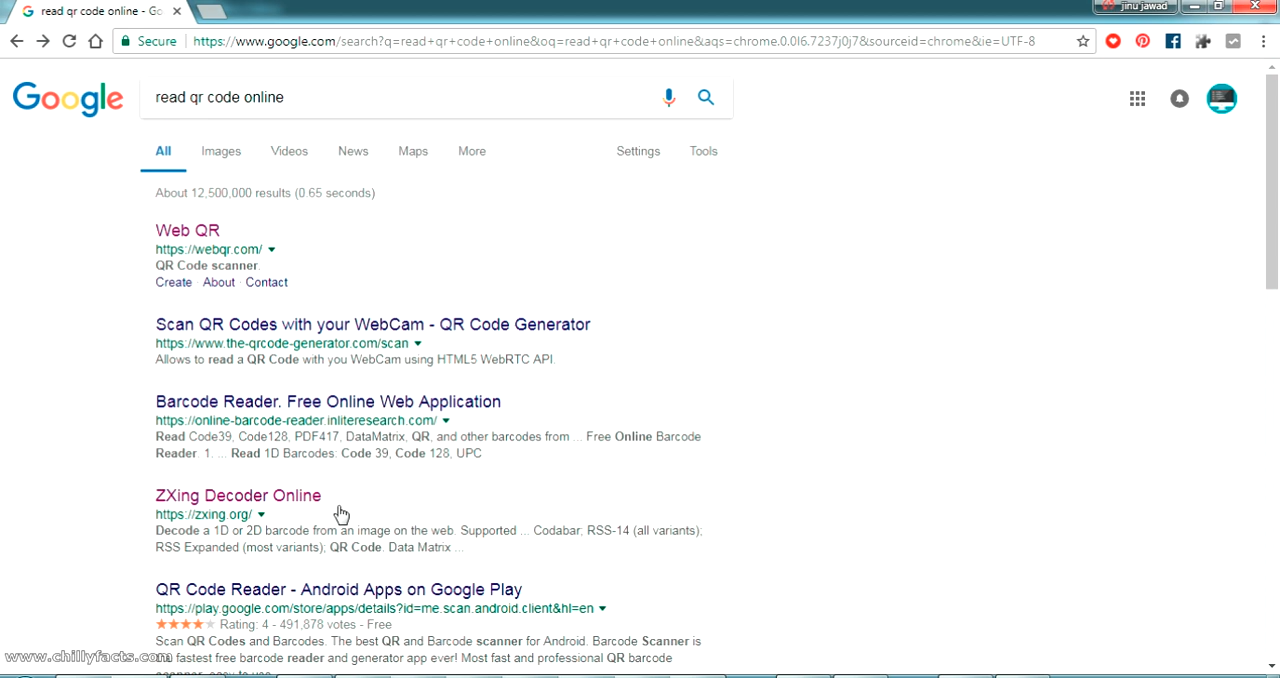 read qr code online - Go
jinu jawad
Secure
https://www.google.com/search?q=read+qr+code+online&oq=read+qr+code+online&aqs=chrome.0.0l6.7237j0j7&sourceid=chrome&ie=UTF-8
Google
read qr code online
All Images Videos News Maps More Settings Tools
About 12,500,000 results (0.65 seconds)
Web QR
https://webqr.com/
QR Code scanner.
Create · About · Contact
Scan QR Codes with your WebCam - QR Code Generator
https://www.the-qrcode-generator.com/scan
Allows to read a QR Code with you WebCam using HTML5 WebRTC API.
Barcode Reader. Free Online Web Application
https://online-barcode-reader.inliteresearch.com/
Read Code39, Code128, PDF417, DataMatrix, QR, and other barcodes from ... Free Online Barcode
Reader. 1. ... Read 1D Barcodes: Code 39, Code 128, UPC
ZXing Decoder Online
https://zxing.org/
Decode a 1D or 2D barcode from an image on the web. Supported ... Codabar; RSS-14 (all variants);
RSS Expanded (most variants); QR Code. Data Matrix ...
QR Code Reader - Android Apps on Google Play
https://play.google.com/store/apps/details?id=me.scan.android.client&hl=en
Rating: 4 - 491,878 votes - Free
Scan QR Codes and Barcodes. The best QR and Barcode scanner for Android. Barcode Scanner is
fastest free barcode reader and generator app ever! Most fast and professional QR barcode
www.chillyfacts.com